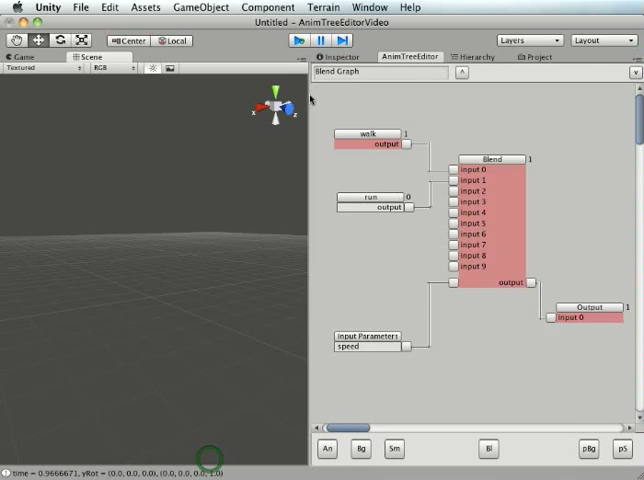 Unity File Edit Assets GameObject Component Terrain Window Help
Untitled - AnimTreeEditorVideo
Center Local Layers Layout
Game Scene Inspector AnimTreeEditor Hierarchy Project
Textured RGB Blend Graph ^ v
walk 1
output
Blend 1
input 0
input 1
input 2
input 3
input 4
input 5
input 6
input 7
input 8
input 9
output
run 0
output
Output 1
input 0
Input Parameters
speed
x z
An Bg Sm Bl pBg pS
time = 0.9666671, yRot = (0.0, 0.0, 0.0), (0.0, 0.0, 0.0, 1.0)